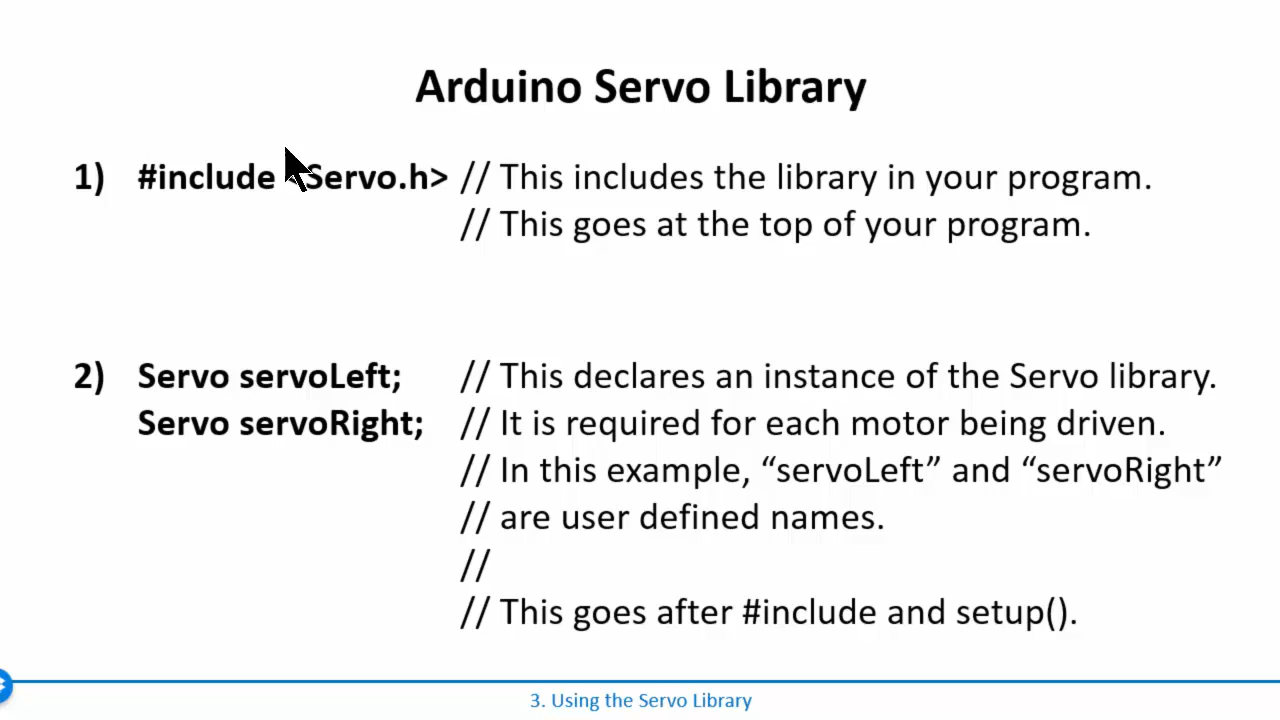 Arduino Servo Library
1) #include <Servo.h> // This includes the library in your program.
// This goes at the top of your program.
2) Servo servoLeft; // This declares an instance of the Servo library.
Servo servoRight; // It is required for each motor being driven.
// In this example, “servoLeft” and “servoRight”
// are user defined names.
//
// This goes after #include and setup().
3. Using the Servo Library